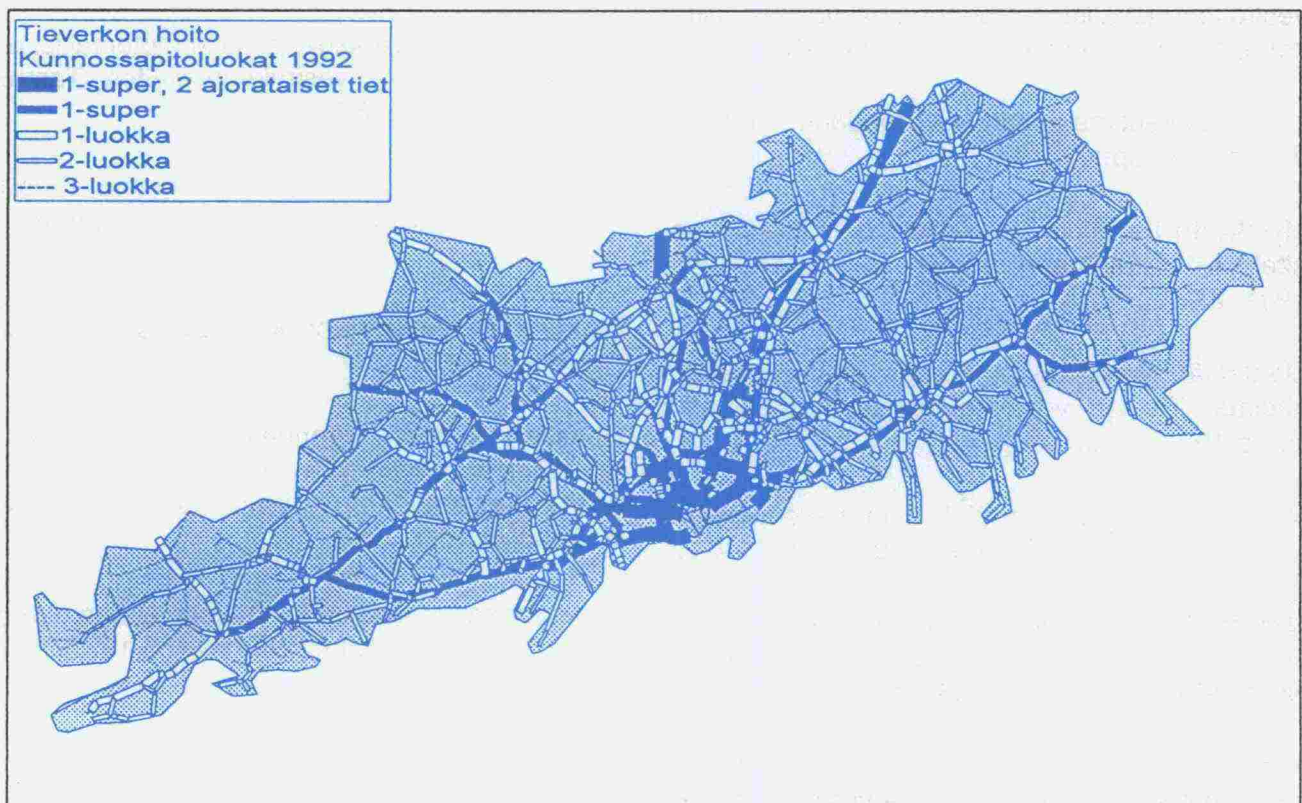 Tieverkon hoito
Kunnossapitoluokat 1992
1-super, 2 ajorataiset tiet
1-super
1-luokka
2-luokka
3-luokka